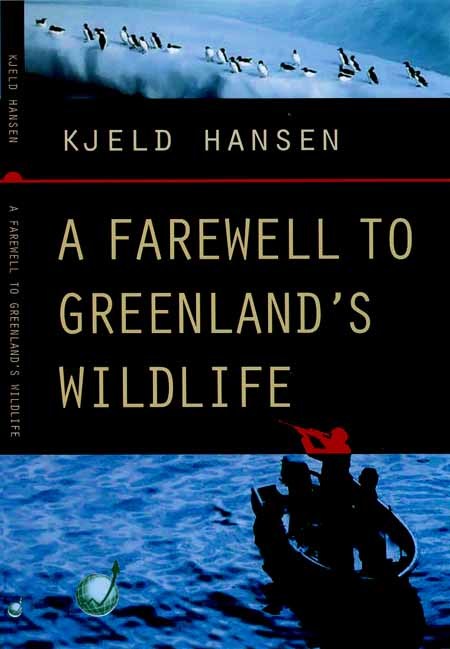 KJELD HANSEN
A FAREWELL TO GREENLAND'S WILDLIFE
KJELD HANSEN
A FAREWELL TO
GREENLAND'S
WILDLIFE